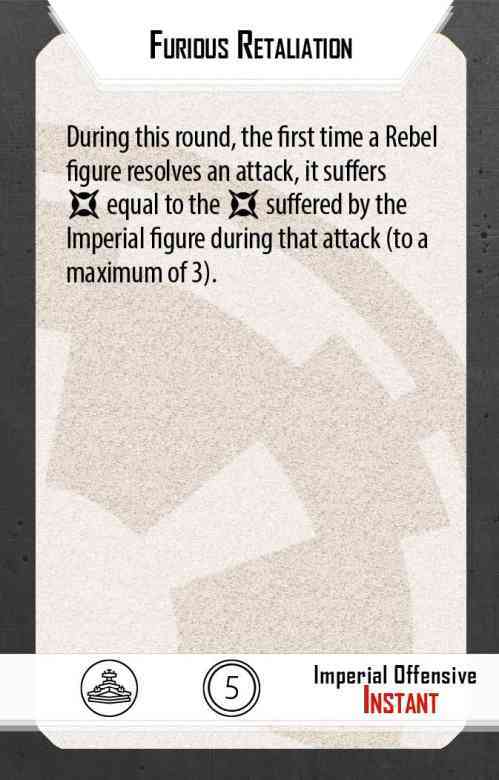 Furious Retaliation
During this round, the first time a Rebel
figure resolves an attack, it suffers
equal to the suffered by the
Imperial figure during that attack (to a
maximum of 3).
5
Imperial Offensive
Instant